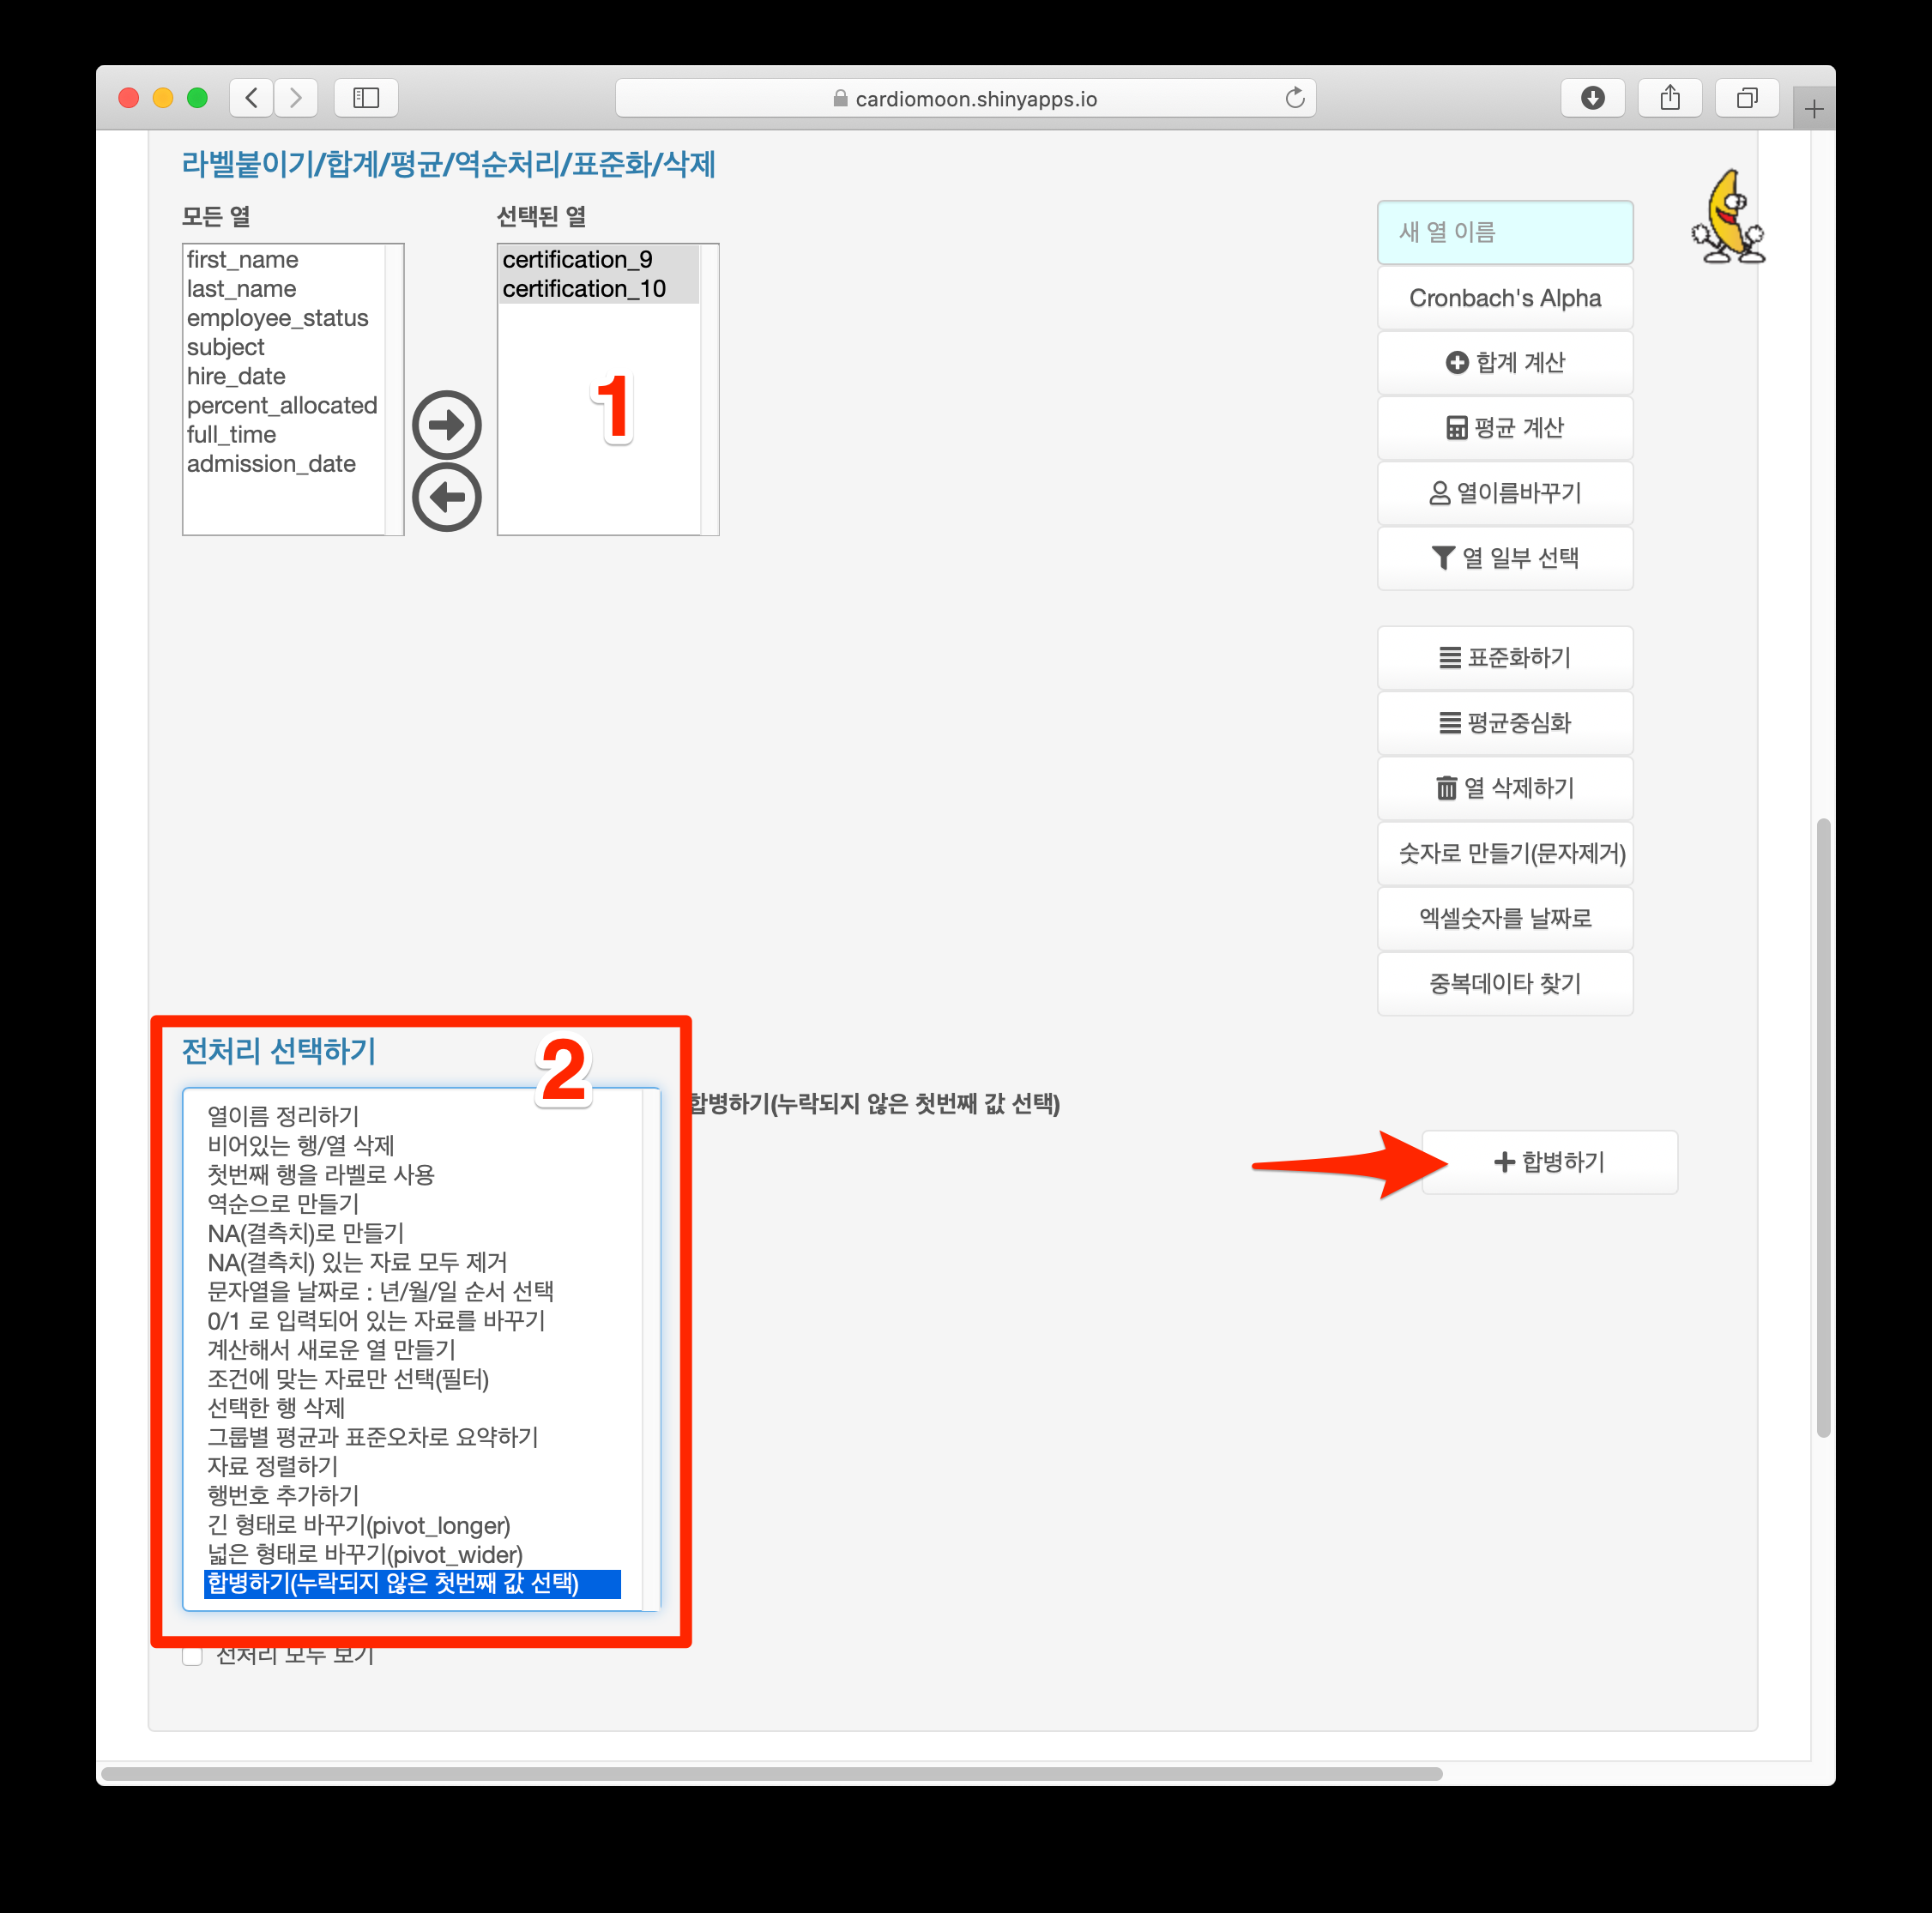 cardiomoon.shinyapps.io
라벨붙이기/합계/평균/역순처리/표준화/삭제
모든 열
선택된 열
first_name
last_name
employee_status
subject
hire_date
percent_allocated
full_time
admission_date
certification_9
certification_10
1
새 열 이름
Cronbach's Alpha
합계 계산
평균 계산
열이름바꾸기
열 일부 선택
표준화하기
평균중심화
열 삭제하기
숫자로 만들기(문자제거)
엑셀숫자를 날짜로
중복데이타 찾기
전처리 선택하기
2
열이름 정리하기
비어있는 행/열 삭제
첫번째 행을 라벨로 사용
역순으로 만들기
NA(결측치)로 만들기
NA(결측치) 있는 자료 모두 제거
문자열을 날짜로 : 년/월/일 순서 선택
0/1 로 입력되어 있는 자료를 바꾸기
계산해서 새로운 열 만들기
조건에 맞는 자료만 선택(필터)
선택한 행 삭제
그룹별 평균과 표준오차로 요약하기
자료 정렬하기
행번호 추가하기
긴 형태로 바꾸기(pivot_longer)
넓은 형태로 바꾸기(pivot_wider)
합병하기(누락되지 않은 첫번째 값 선택)
합병하기(누락되지 않은 첫번째 값 선택)
합병하기
전처리 모두 보기